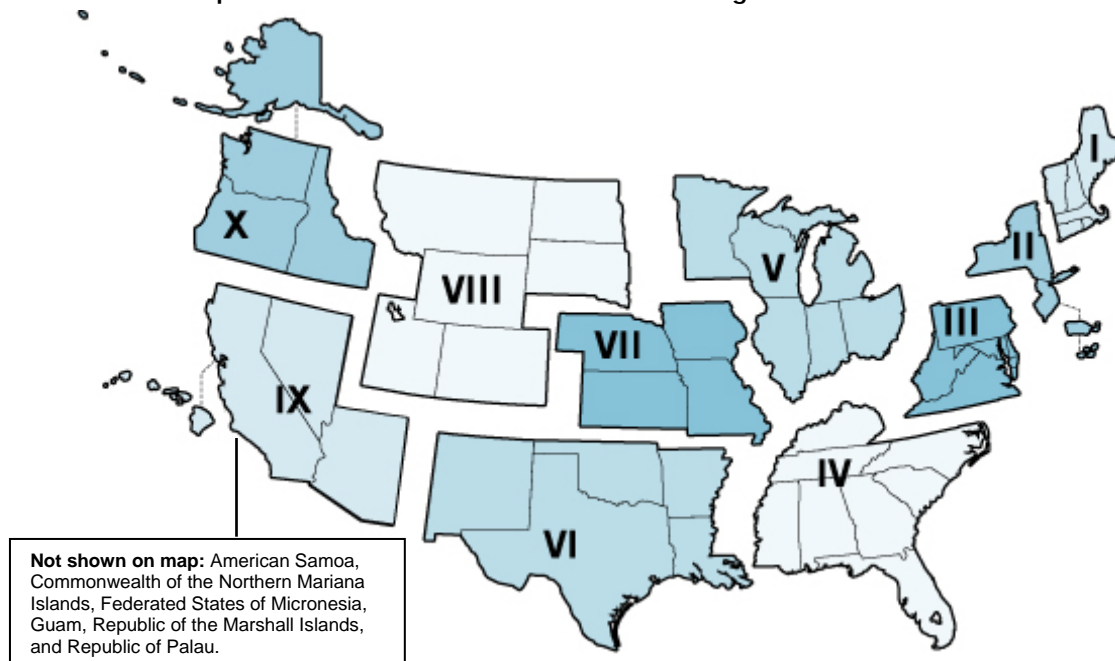 X
VIII
V
I
II
III
VII
IX
IV
VI
Not shown on map: American Samoa,
Commonwealth of the Northern Mariana
Islands, Federated States of Micronesia,
Guam, Republic of the Marshall Islands,
and Republic of Palau.